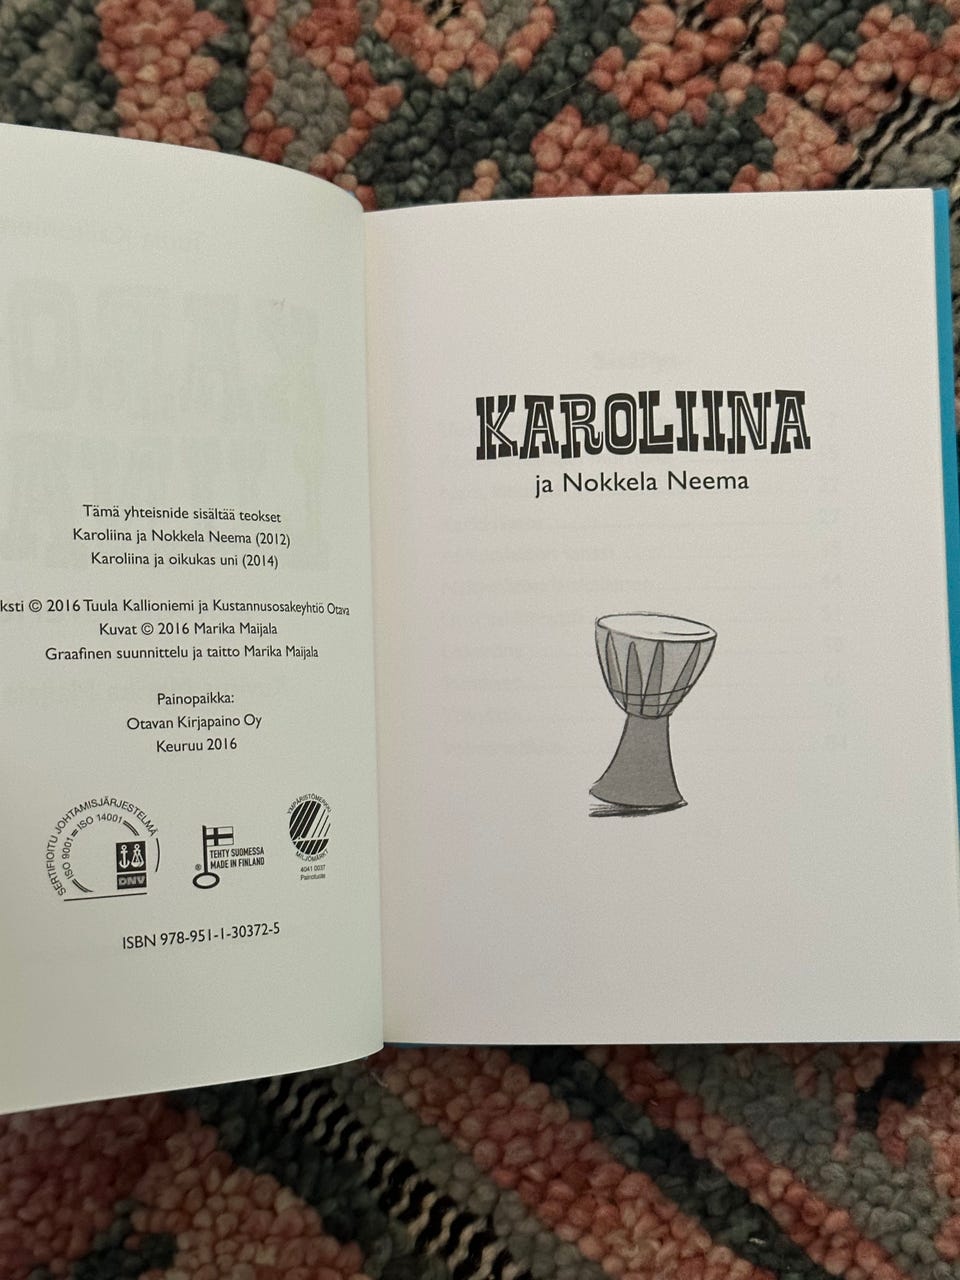 Tämä yhteisnide sisältää teokset
Karoliina ja Nokkela Neema (2012)
Karoliina ja oikukas uni (2014)
ksti © 2016 Tuula Kallioniemi ja Kustannusosakeyhtiö Otava
Kuvat © 2016 Marika Maijala
Graafinen suunnittelu ja taitto Marika Maijala
Painopaikka:
Otavan Kirjapaino Oy
Keuruu 2016
SERTIFIOITU JOHTAMISJÄRJESTELMÄ
ISO 9001 = ISO 14001
DNV
® TEHTY SUOMESSA
MADE IN FINLAND
YMPÄRISTÖMERKKI
MILJÖMÄRKT
4041 0037
Painotuote
ISBN 978-951-1-30372-5
KAROLIINA
ja Nokkela Neema